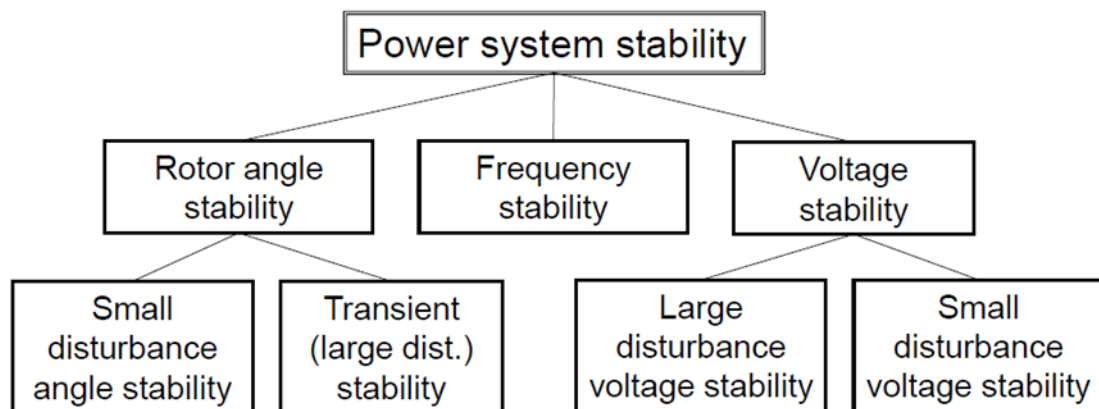 Power system stability
Rotor angle
stability
Frequency
stability
Voltage
stability
Small
disturbance
angle stability
Transient
(large dist.)
stability
Large
disturbance
voltage stability
Small
disturbance
voltage stability